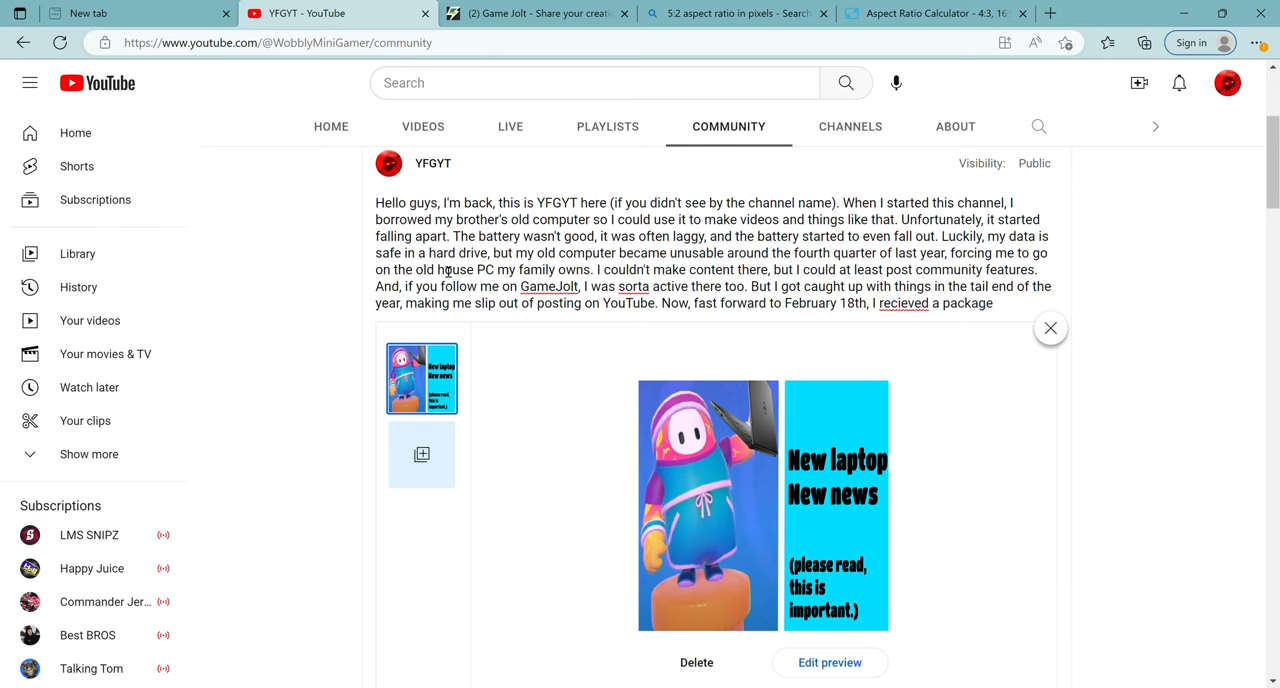 New tab
YFGYT - YouTube
(2) Game Jolt - Share your creati
5:2 aspect ratio in pixels - Search
Aspect Ratio Calculator - 4:3, 16:
https://www.youtube.com/@WobblyMiniGamer/community
Sign in
YouTube
Search
HOME
VIDEOS
LIVE
PLAYLISTS
COMMUNITY
CHANNELS
ABOUT
Home
Shorts
Subscriptions
Library
History
Your videos
Your movies & TV
Watch later
Your clips
Show more
Subscriptions
LMS SNIPZ
Happy Juice
Commander Jer...
Best BROS
Talking Tom
YFGYT
Visibility: Public
Hello guys, I'm back, this is YFGYT here (if you didn't see by the channel name). When I started this channel, I
borrowed my brother's old computer so I could use it to make videos and things like that. Unfortunately, it started
falling apart. The battery wasn't good, it was often laggy, and the battery started to even fall out. Luckily, my data is
safe in a hard drive, but my old computer became unusable around the fourth quarter of last year, forcing me to go
on the old house PC my family owns. I couldn't make content there, but I could at least post community features.
And, if you follow me on GameJolt, I was sorta active there too. But I got caught up with things in the tail end of the
year, making me slip out of posting on YouTube. Now, fast forward to February 18th, I recieved a package
New laptop
New news
(please read,
this is
important.)
New laptop
New news
(please read,
this is
important.)
Delete
Edit preview